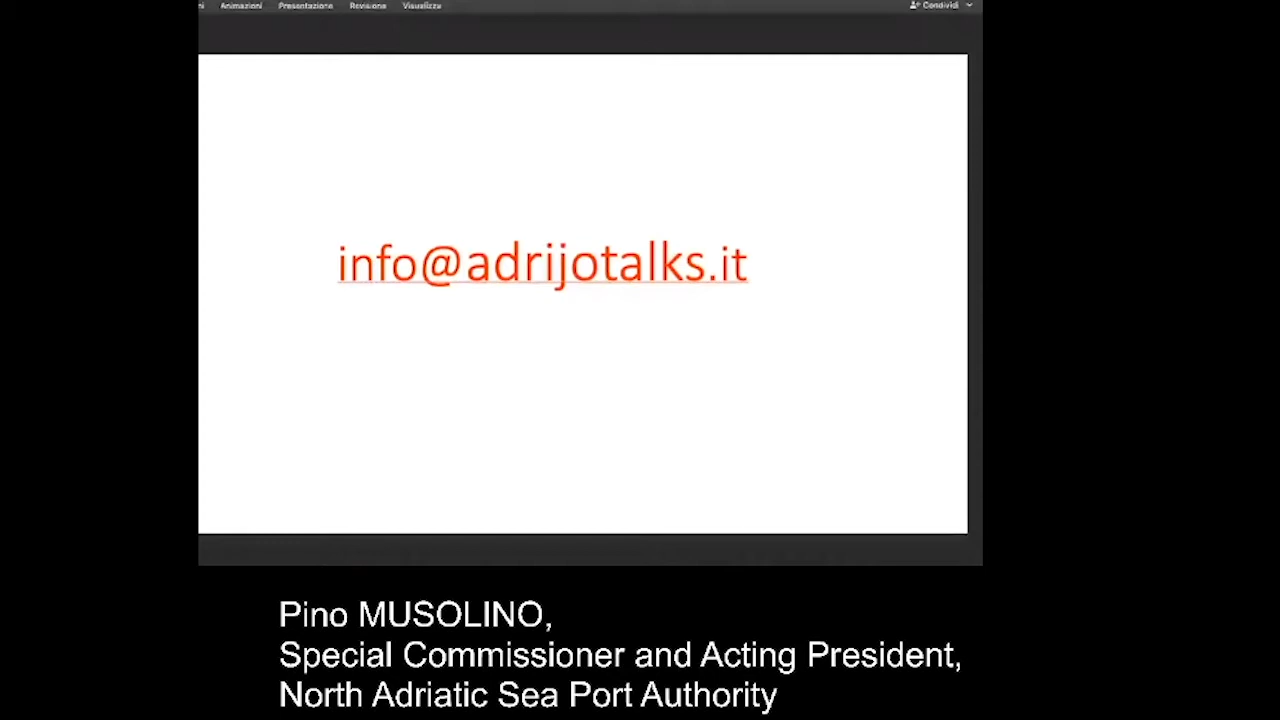 Animazioni Presentazione Revisione Visualizza Condividi
info@adrijotalks.it
Pino MUSOLINO,
Special Commissioner and Acting President,
North Adriatic Sea Port Authority